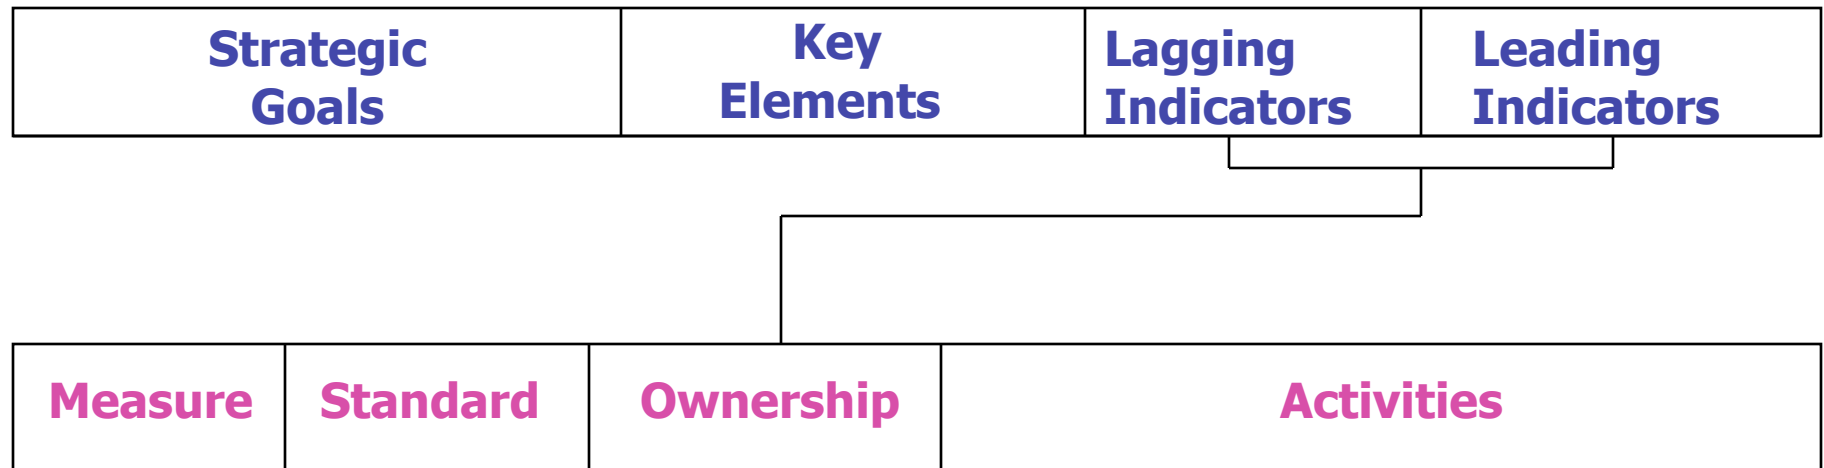 Strategic
Goals
Key
Elements
Lagging
Indicators
Leading
Indicators
Measure
Standard
Ownership
Activities